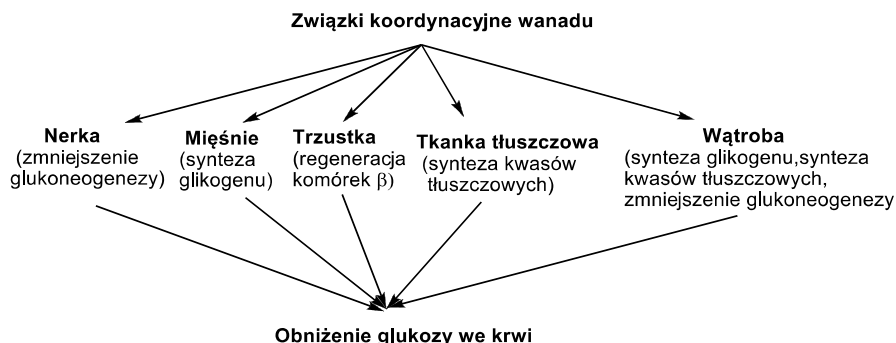 Związki koordynacyjne wanadu
Nerka
(zmniejszenie
glukoneogenezy)
Mięśnie
(synteza
glikogenu)
Trzustka
(regeneracja
komórek β)
Tkanka tłuszczowa
(synteza kwasów
tłuszczowych)
Wątroba
(synteza glikogenu,synteza
kwasów tłuszczowych,
zmniejszenie glukoneogenezy
Obniżenie glukozy we krwi